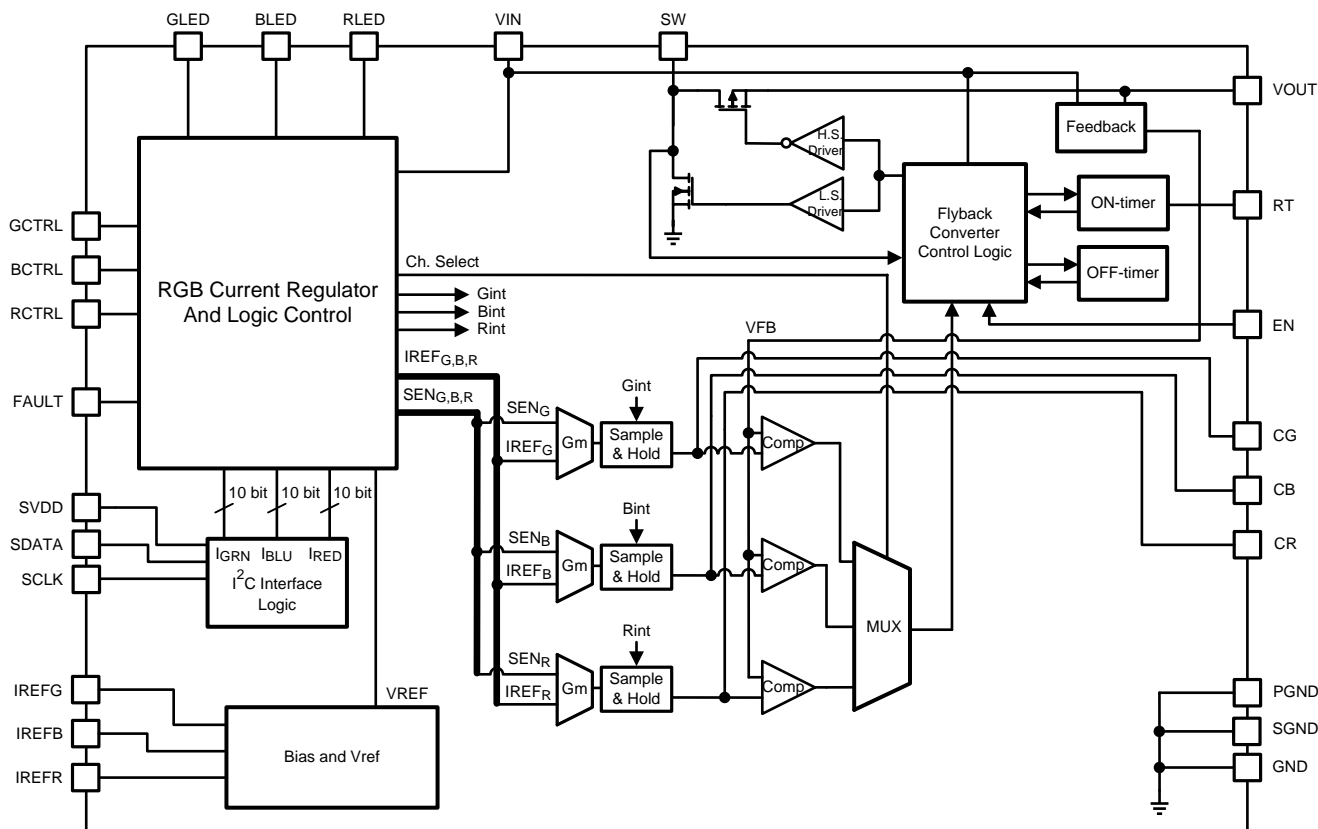 GLED
BLED
RLED
VIN
SW
VOUT
H.S.
Driver
Feedback
L.S.
Driver
Flyback
Converter
Control Logic
ON-timer
RT
OFF-timer
EN
GCTRL
BCTRL
RCTRL
FAULT
RGB Current Regulator
And Logic Control
Ch. Select
Gint
Bint
Rint
IREFG,B,R
SENG,B,R
VFB
Gint
SENG
IREFG
Gm
Sample
& Hold
Comp
CG
CB
CR
10 bit
10 bit
10 bit
SVDD
SDATA
SCLK
IGRN
IBLU
IRED
I2C Interface
Logic
Bint
SENB
IREFB
Gm
Sample
& Hold
Comp
MUX
Rint
SENR
IREFR
Gm
Sample
& Hold
Comp
IREFG
IREFB
IREFR
VREF
Bias and Vref
PGND
SGND
GND